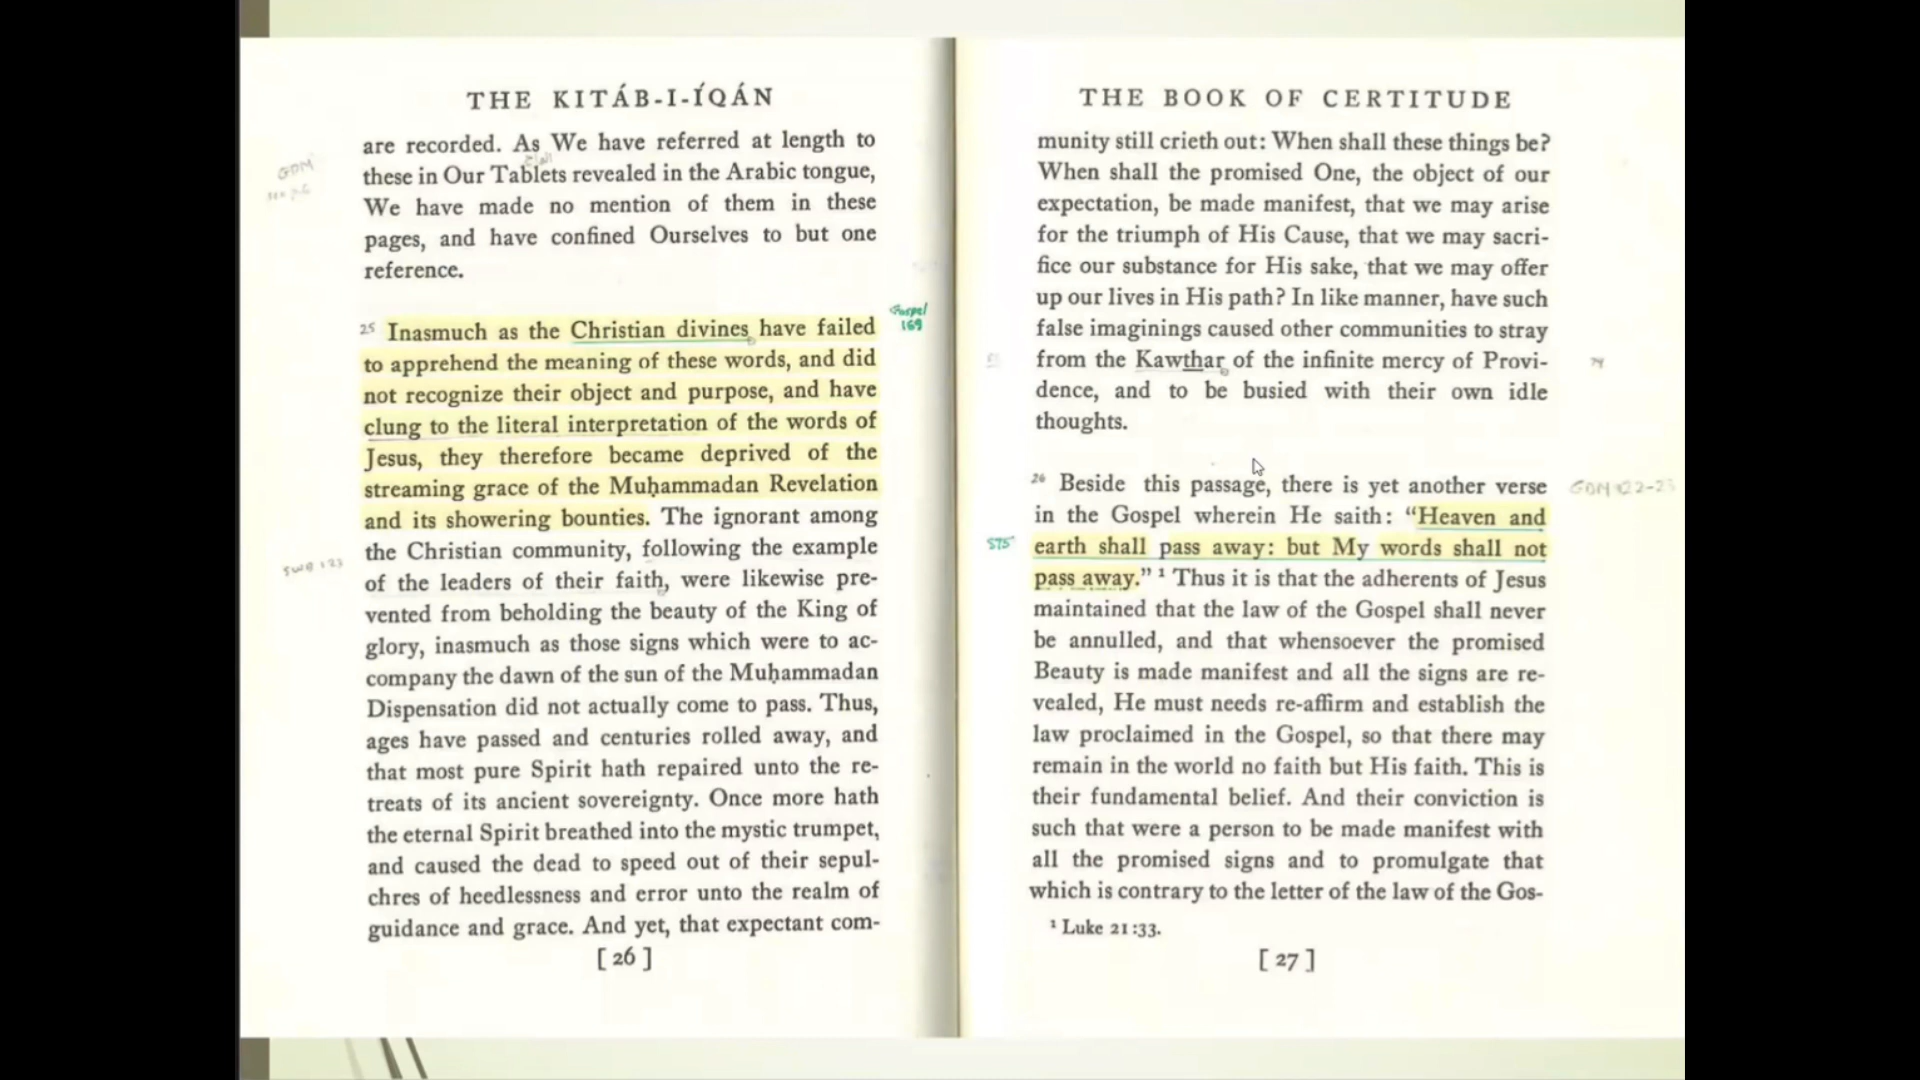 THE KITÁB-I-ÍQÁN
are recorded. As We have referred at length to
these in Our Tablets revealed in the Arabic tongue,
We have made no mention of them in these
pages, and have confined Ourselves to but one
reference.
25 Inasmuch as the Christian divines have failed
to apprehend the meaning of these words, and did
not recognize their object and purpose, and have
clung to the literal interpretation of the words of
Jesus, they therefore became deprived of the
streaming grace of the Muḥammadan Revelation
and its showering bounties. The ignorant among
the Christian community, following the example
of the leaders of their faith, were likewise pre-
vented from beholding the beauty of the King of
glory, inasmuch as those signs which were to ac-
company the dawn of the sun of the Muḥammadan
Dispensation did not actually come to pass. Thus,
ages have passed and centuries rolled away, and
that most pure Spirit hath repaired unto the re-
treats of its ancient sovereignty. Once more hath
the eternal Spirit breathed into the mystic trumpet,
and caused the dead to speed out of their sepul-
chres of heedlessness and error unto the realm of
guidance and grace. And yet, that expectant com-
[ 26 ]
GDM
Gospel
169
SWB 123
THE BOOK OF CERTITUDE
munity still crieth out: When shall these things be?
When shall the promised One, the object of our
expectation, be made manifest, that we may arise
for the triumph of His Cause, that we may sacri-
fice our substance for His sake, that we may offer
up our lives in His path? In like manner, have such
false imaginings caused other communities to stray
from the Kawthar of the infinite mercy of Provi-
dence, and to be busied with their own idle
thoughts.
26 Beside this passage, there is yet another verse
in the Gospel wherein He saith: “Heaven and
earth shall pass away: but My words shall not
pass away.” 1 Thus it is that the adherents of Jesus
maintained that the law of the Gospel shall never
be annulled, and that whensoever the promised
Beauty is made manifest and all the signs are re-
vealed, He must needs re-affirm and establish the
law proclaimed in the Gospel, so that there may
remain in the world no faith but His faith. This is
their fundamental belief. And their conviction is
such that were a person to be made manifest with
all the promised signs and to promulgate that
which is contrary to the letter of the law of the Gos-
1 Luke 21:33.
[ 27 ]
GDM 122-23